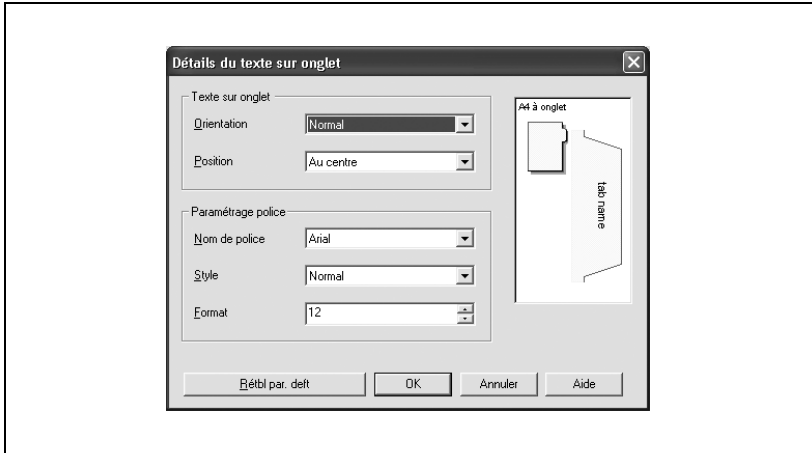 Détails du texte sur onglet
Texte sur onglet
Orientation
Normal
Position
Au centre
Paramétrage police
Nom de police
Arial
Style
Normal
Format
12
A4 à onglet
tab name
Rétbl par. deft
OK
Annuler
Aide